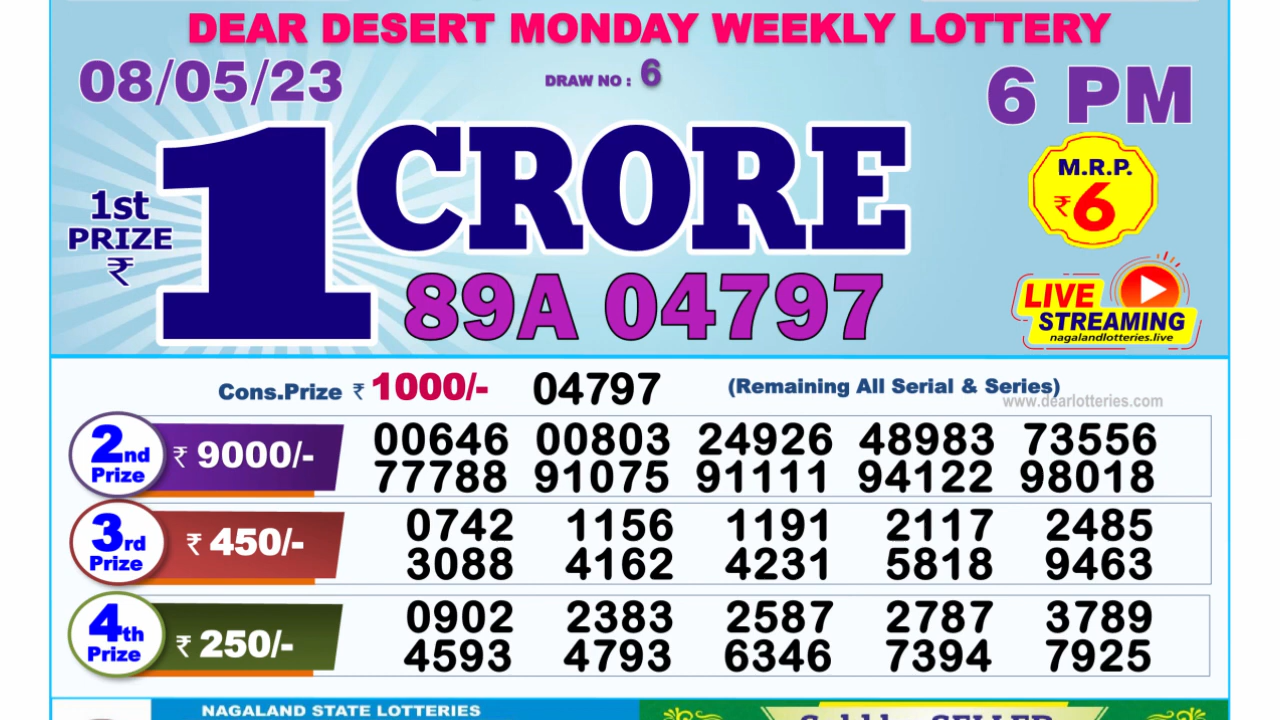 DEAR DESERT MONDAY WEEKLY LOTTERY
08/05/23
DRAW NO : 6
6 PM
1st
PRIZE
₹
1 CRORE
89A 04797
M.R.P.
₹6
LIVE
STREAMING
nagalandlotteries.live
Cons.Prize ₹ 1000/- 04797 (Remaining All Serial & Series)
www.dearlotteries.com
2nd
Prize
₹ 9000/-
00646 00803 24926 48983 73556
77788 91075 91111 94122 98018
3rd
Prize
₹ 450/-
0742 1156 1191 2117 2485
3088 4162 4231 5818 9463
4th
Prize
₹ 250/-
0902 2383 2587 2787 3789
4593 4793 6346 7394 7925
NAGALAND STATE LOTTERIES
SELLER